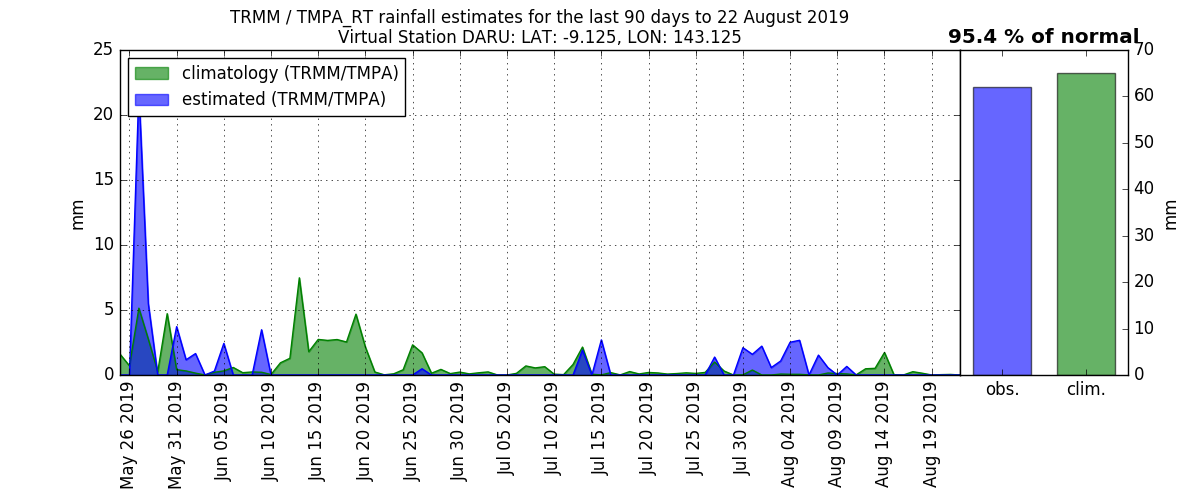 TRMM / TMPA_RT rainfall estimates for the last 90 days to 22 August 2019
Virtual Station DARU: LAT: -9.125, LON: 143.125
95.4 % of normal
climatology (TRMM/TMPA)
estimated (TRMM/TMPA)
25
20
15
10
5
0
mm
May 26 2019
May 31 2019
Jun 05 2019
Jun 10 2019
Jun 15 2019
Jun 20 2019
Jun 25 2019
Jun 30 2019
Jul 05 2019
Jul 10 2019
Jul 15 2019
Jul 20 2019
Jul 25 2019
Jul 30 2019
Aug 04 2019
Aug 09 2019
Aug 14 2019
Aug 19 2019
70
60
50
40
30
20
10
0
mm
obs.
clim.